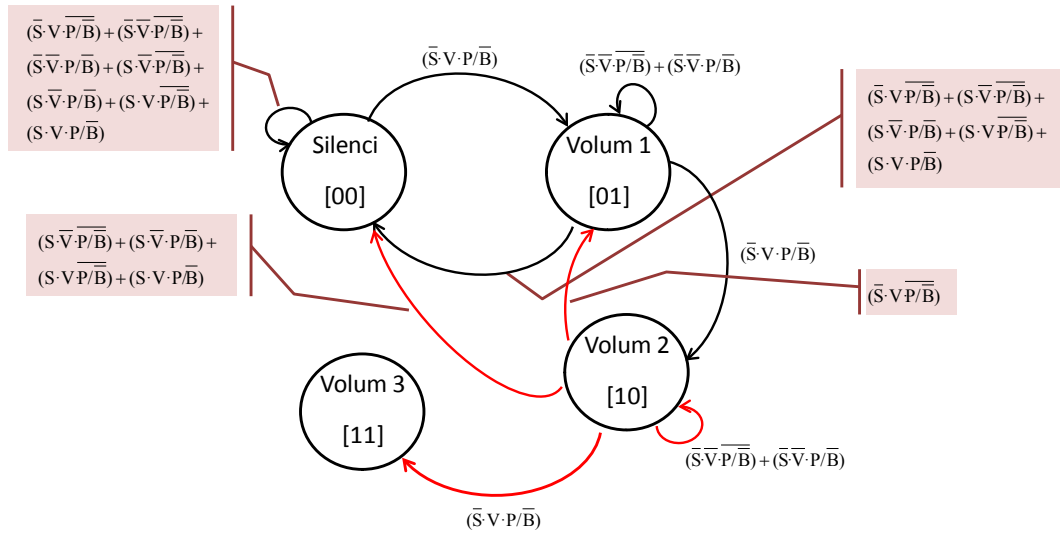 (S̅·V·P̅/̅B̿)+(S̅·V̅·P̅/̅B̿)+
(S̅·V̅·P/B̅)+(S·V̅·P̅/̅B̿)+
(S·V̅·P/B̅)+(S·V·P̅/̅B̿)+
(S·V·P/B̅)
(S̅·V·P/B̅)
(S̅·V̅·P̅/̅B̿)+(S̅·V̅·P/B̅)
(S̅·V·P̅/̅B̿)+(S·V̅·P̅/̅B̿)+
(S·V̅·P/B̅)+(S·V·P̅/̅B̿)+
(S·V·P/B̅)
Silenci
[00]
Volum 1
[01]
(S·V̅·P̅/̅B̿)+(S·V̅·P/B̅)+
(S·V·P̅/̅B̿)+(S·V·P/B̅)
(S̅·V·P/B̅)
(S̅·V·P̅/̅B̿)
Volum 2
[10]
Volum 3
[11]
(S̅·V̅·P̅/̅B̿)+(S̅·V̅·P/B̅)
(S̅·V·P/B̅)